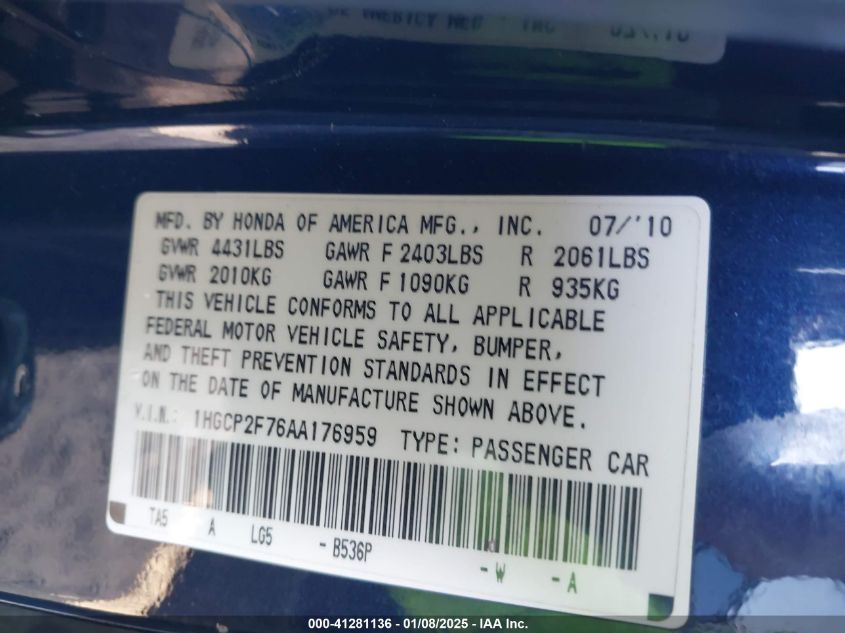 MFD. BY HONDA OF AMERICA MFG., INC. 07/'10
GVWR 4431LBS GAWR F 2403LBS R 2061LBS
GVWR 2010KG GAWR F 1090KG R 935KG
THIS VEHICLE CONFORMS TO ALL APPLICABLE
FEDERAL MOTOR VEHICLE SAFETY, BUMPER,
AND THEFT PREVENTION STANDARDS IN EFFECT
ON THE DATE OF MANUFACTURE SHOWN ABOVE.
V.I.N.: 1HGCP2F76AA176959 TYPE: PASSENGER CAR
TA5 A LG5 - B536P - W - A
000-41281136 - 01/08/2025 - IAA Inc.